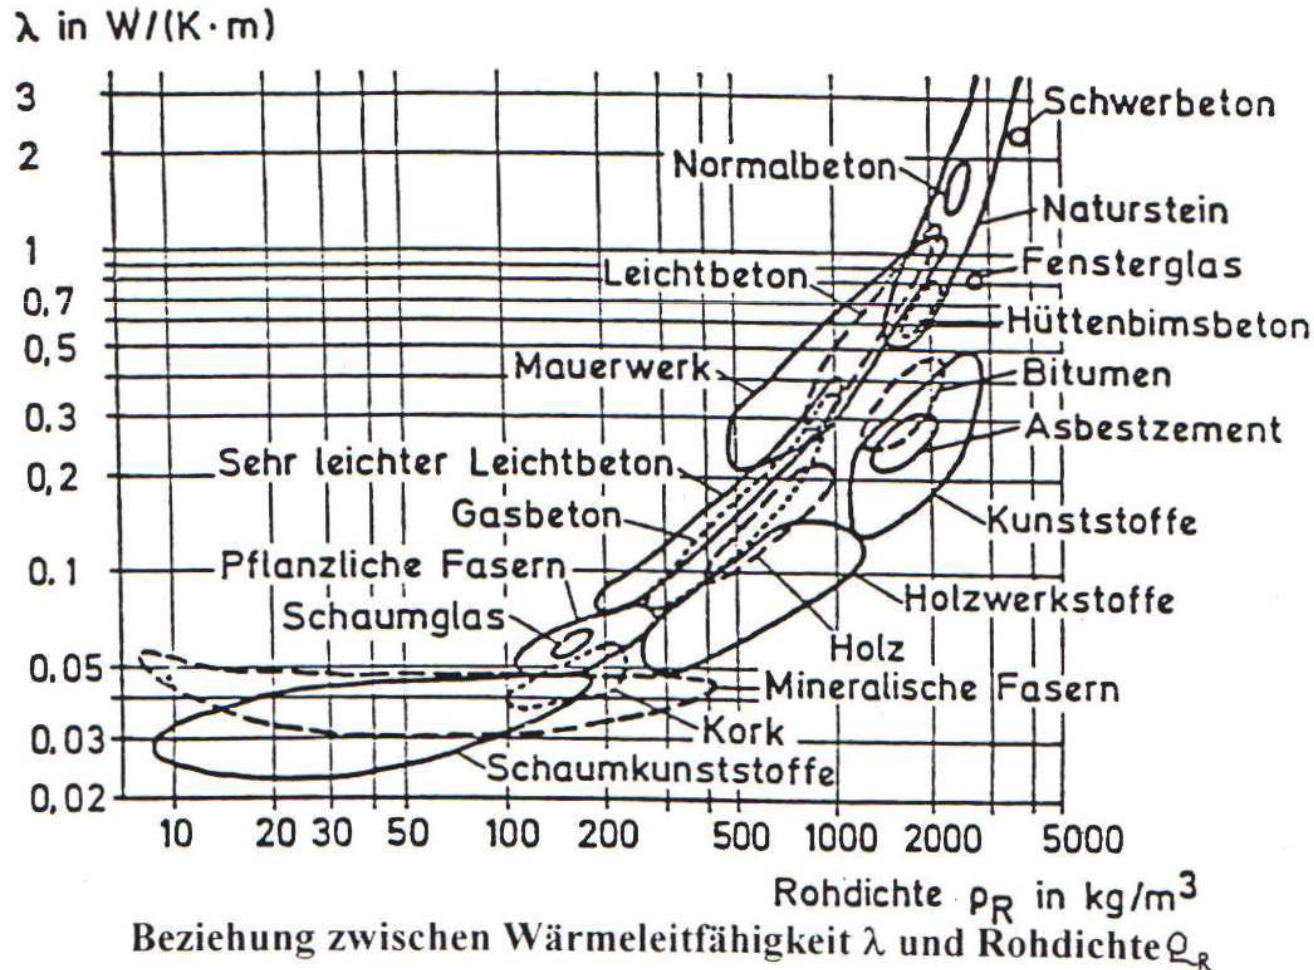 λ in W/(K·m)
3
Schwerbeton
2
Normalbeton
Naturstein
1
Fensterglas
Leichtbeton
0,7
Hüttenbimsbeton
0,5
Mauerwerk
Bitumen
0.3
Asbestzement
Sehr leichter Leichtbeton
0,2
Gasbeton
Kunststoffe
Pflanzliche Fasern
0.1
Holzwerkstoffe
Schaumglas
Holz
0.05
Mineralische Fasern
Kork
0.03
Schaumkunststoffe
0,02
10 20 30 50 100 200 500 1000 2000 5000
Rohdichte ρR in kg/m³
Beziehung zwischen Wärmeleitfähigkeit λ und Rohdichte ϱR